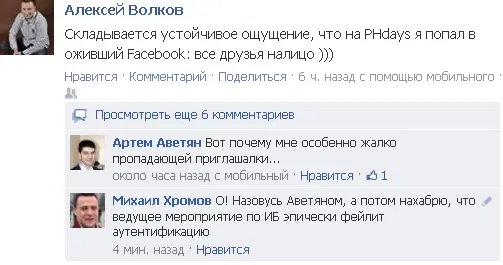 Алексей Волков
Складывается устойчивое ощущение, что на PHdays я попал в
оживший Facebook: все друзья налицо )))
Нравится · Комментарий · Поделиться · 6 ч. назад с помощью мобильного ·
Просмотреть еще 6 комментариев
Артем Аветян Вот почему мне особенно жалко
пропадающей приглашалки...
около часа назад с мобильный · Нравится · 1
Михаил Хромов О! Назовусь Аветяном, а потом нахабрю, что
ведущее мероприятие по ИБ эпически фейлит
аутентификацию
4 мин. назад · Нравится